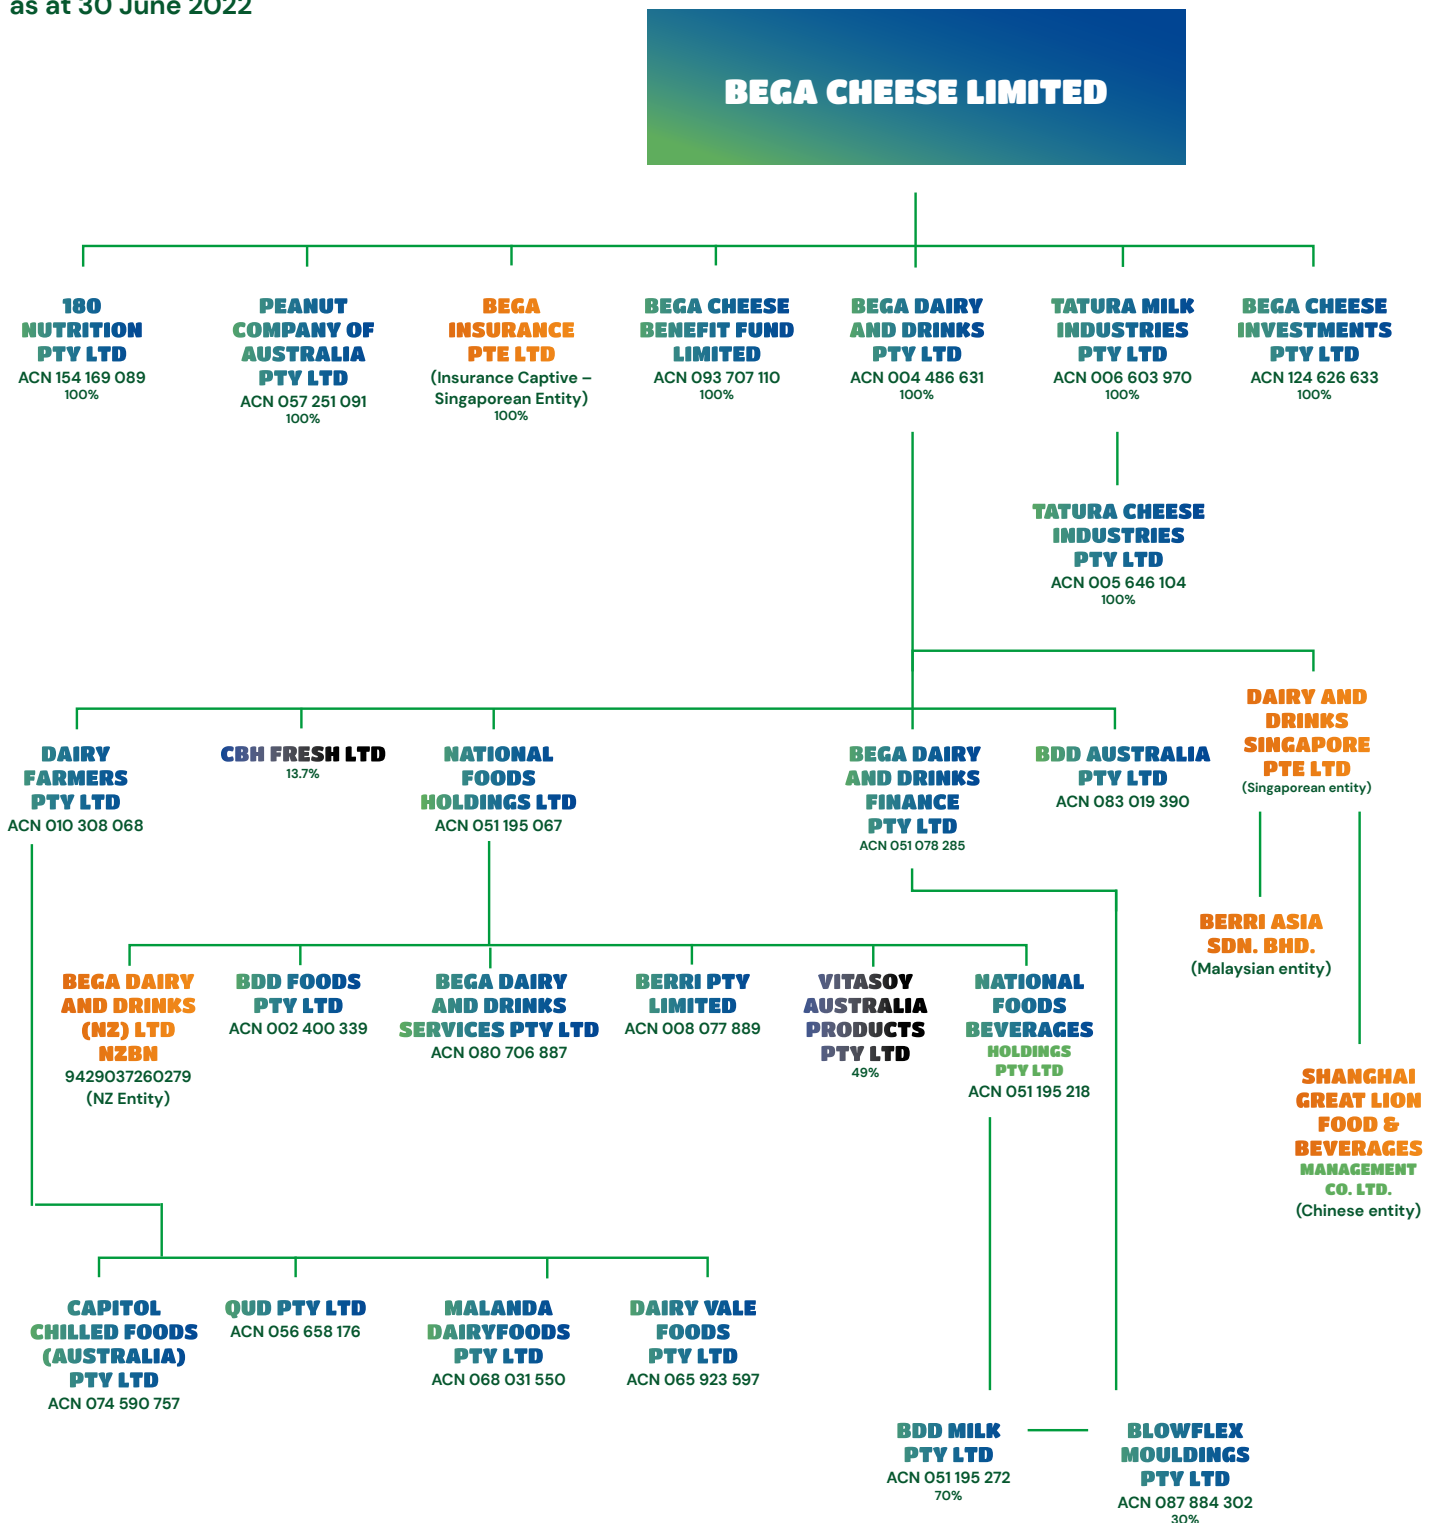 as at 30 June 2022
BEGA CHEESE LIMITED
180
NUTRITION
PTY LTD
ACN 154 169 089
100%
PEANUT
COMPANY OF
AUSTRALIA
PTY LTD
ACN 057 251 091
100%
BEGA
INSURANCE
PTE LTD
(Insurance Captive –
Singaporean Entity)
100%
BEGA CHEESE
BENEFIT FUND
LIMITED
ACN 093 707 110
100%
BEGA DAIRY
AND DRINKS
PTY LTD
ACN 004 486 631
100%
TATURA MILK
INDUSTRIES
PTY LTD
ACN 006 603 970
100%
BEGA CHEESE
INVESTMENTS
PTY LTD
ACN 124 626 633
100%
TATURA CHEESE
INDUSTRIES
PTY LTD
ACN 005 646 104
100%
DAIRY AND
DRINKS
SINGAPORE
PTE LTD
(Singaporean entity)
DAIRY
FARMERS
PTY LTD
ACN 010 308 068
CBH FRESH LTD
13.7%
NATIONAL
FOODS
HOLDINGS LTD
ACN 051 195 067
BEGA DAIRY
AND DRINKS
FINANCE
PTY LTD
ACN 051 078 285
BDD AUSTRALIA
PTY LTD
ACN 083 019 390
BERRI ASIA
SDN. BHD.
(Malaysian entity)
BEGA DAIRY
AND DRINKS
(NZ) LTD
NZBN
9429037260279
(NZ Entity)
BDD FOODS
PTY LTD
ACN 002 400 339
BEGA DAIRY
AND DRINKS
SERVICES PTY LTD
ACN 080 706 887
BERRI PTY
LIMITED
ACN 008 077 889
VITASOY
AUSTRALIA
PRODUCTS
PTY LTD
49%
NATIONAL
FOODS
BEVERAGES
HOLDINGS
PTY LTD
ACN 051 195 218
SHANGHAI
GREAT LION
FOOD &
BEVERAGES
MANAGEMENT
CO. LTD.
(Chinese entity)
CAPITOL
CHILLED FOODS
(AUSTRALIA)
PTY LTD
ACN 074 590 757
QUD PTY LTD
ACN 056 658 176
MALANDA
DAIRYFOODS
PTY LTD
ACN 068 031 550
DAIRY VALE
FOODS
PTY LTD
ACN 065 923 597
BDD MILK
PTY LTD
ACN 051 195 272
70%
BLOWFLEX
MOULDINGS
PTY LTD
ACN 087 884 302
30%